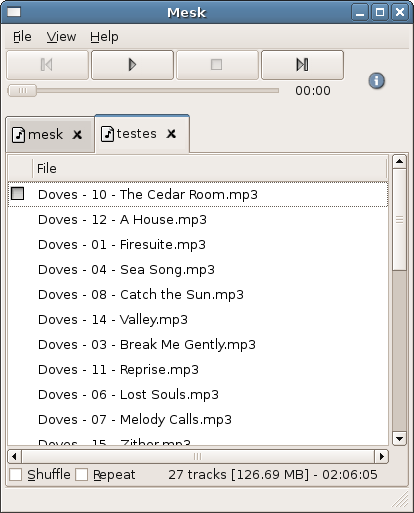 Mesk
File View Help
00:00
mesk testes
File
Doves - 10 - The Cedar Room.mp3
Doves - 12 - A House.mp3
Doves - 01 - Firesuite.mp3
Doves - 04 - Sea Song.mp3
Doves - 08 - Catch the Sun.mp3
Doves - 14 - Valley.mp3
Doves - 03 - Break Me Gently.mp3
Doves - 11 - Reprise.mp3
Doves - 06 - Lost Souls.mp3
Doves - 07 - Melody Calls.mp3
Doves - 15 - Zither.mp3
Shuffle Repeat 27 tracks [126.69 MB] - 02:06:05